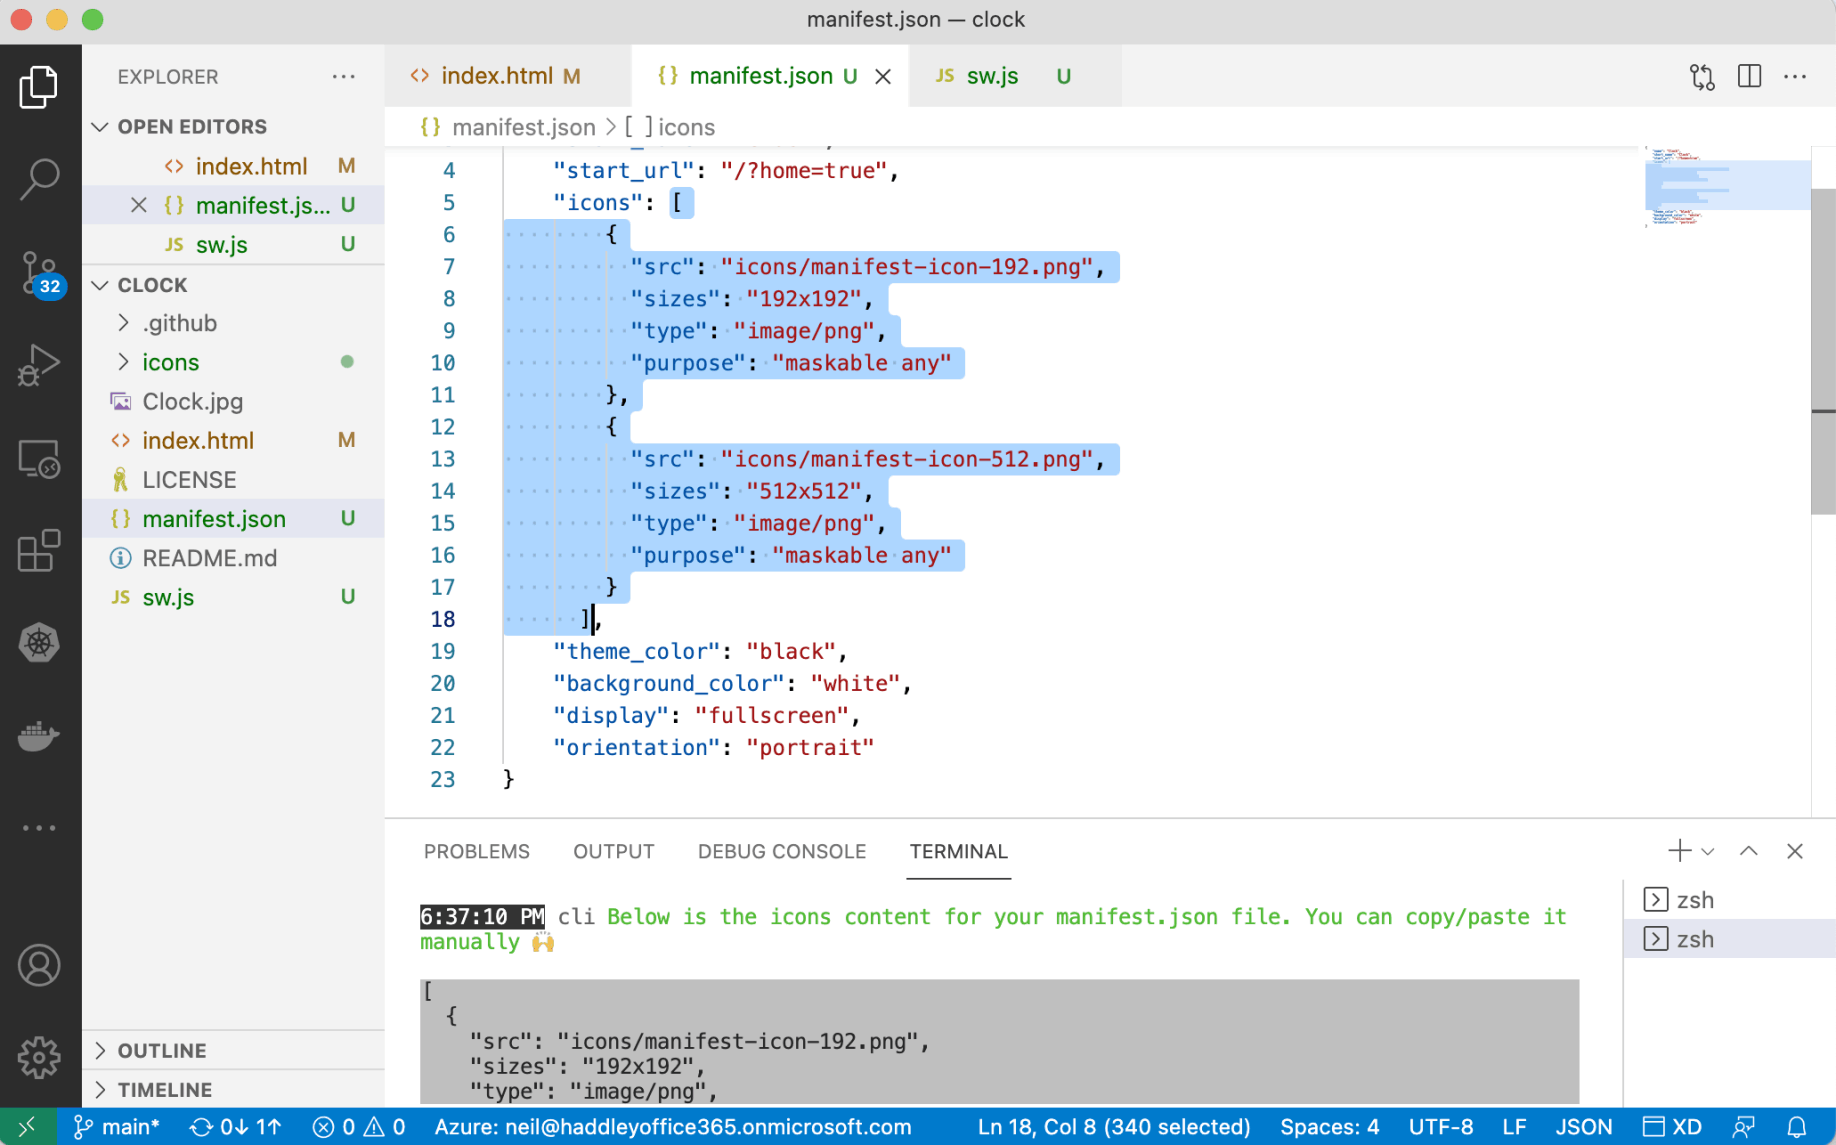 manifest.json — clock
EXPLORER
index.html M
manifest.json U
JS sw.js U
OPEN EDITORS
index.html M
manifest.js... U
JS sw.js U
32
CLOCK
.github
icons
Clock.jpg
index.html M
LICENSE
manifest.json U
README.md
JS sw.js U
OUTLINE
TIMELINE
{} manifest.json > [ ] icons
4 "start_url": "/?home=true",
5 "icons": [
6 {
7 "src": "icons/manifest-icon-192.png",
8 "sizes": "192x192",
9 "type": "image/png",
10 "purpose": "maskable any"
11 },
12 {
13 "src": "icons/manifest-icon-512.png",
14 "sizes": "512x512",
15 "type": "image/png",
16 "purpose": "maskable any"
17 }
18 ],
19 "theme_color": "black",
20 "background_color": "white",
21 "display": "fullscreen",
22 "orientation": "portrait"
23 }
PROBLEMS OUTPUT DEBUG CONSOLE TERMINAL
6:37:10 PM cli Below is the icons content for your manifest.json file. You can copy/paste it
manually 🙌
[
{
"src": "icons/manifest-icon-192.png",
"sizes": "192x192",
"type": "image/png",
zsh
zsh
main* 0↓ 1↑ 0 0 Azure: neil@haddleyoffice365.onmicrosoft.com Ln 18, Col 8 (340 selected) Spaces: 4 UTF-8 LF JSON XD